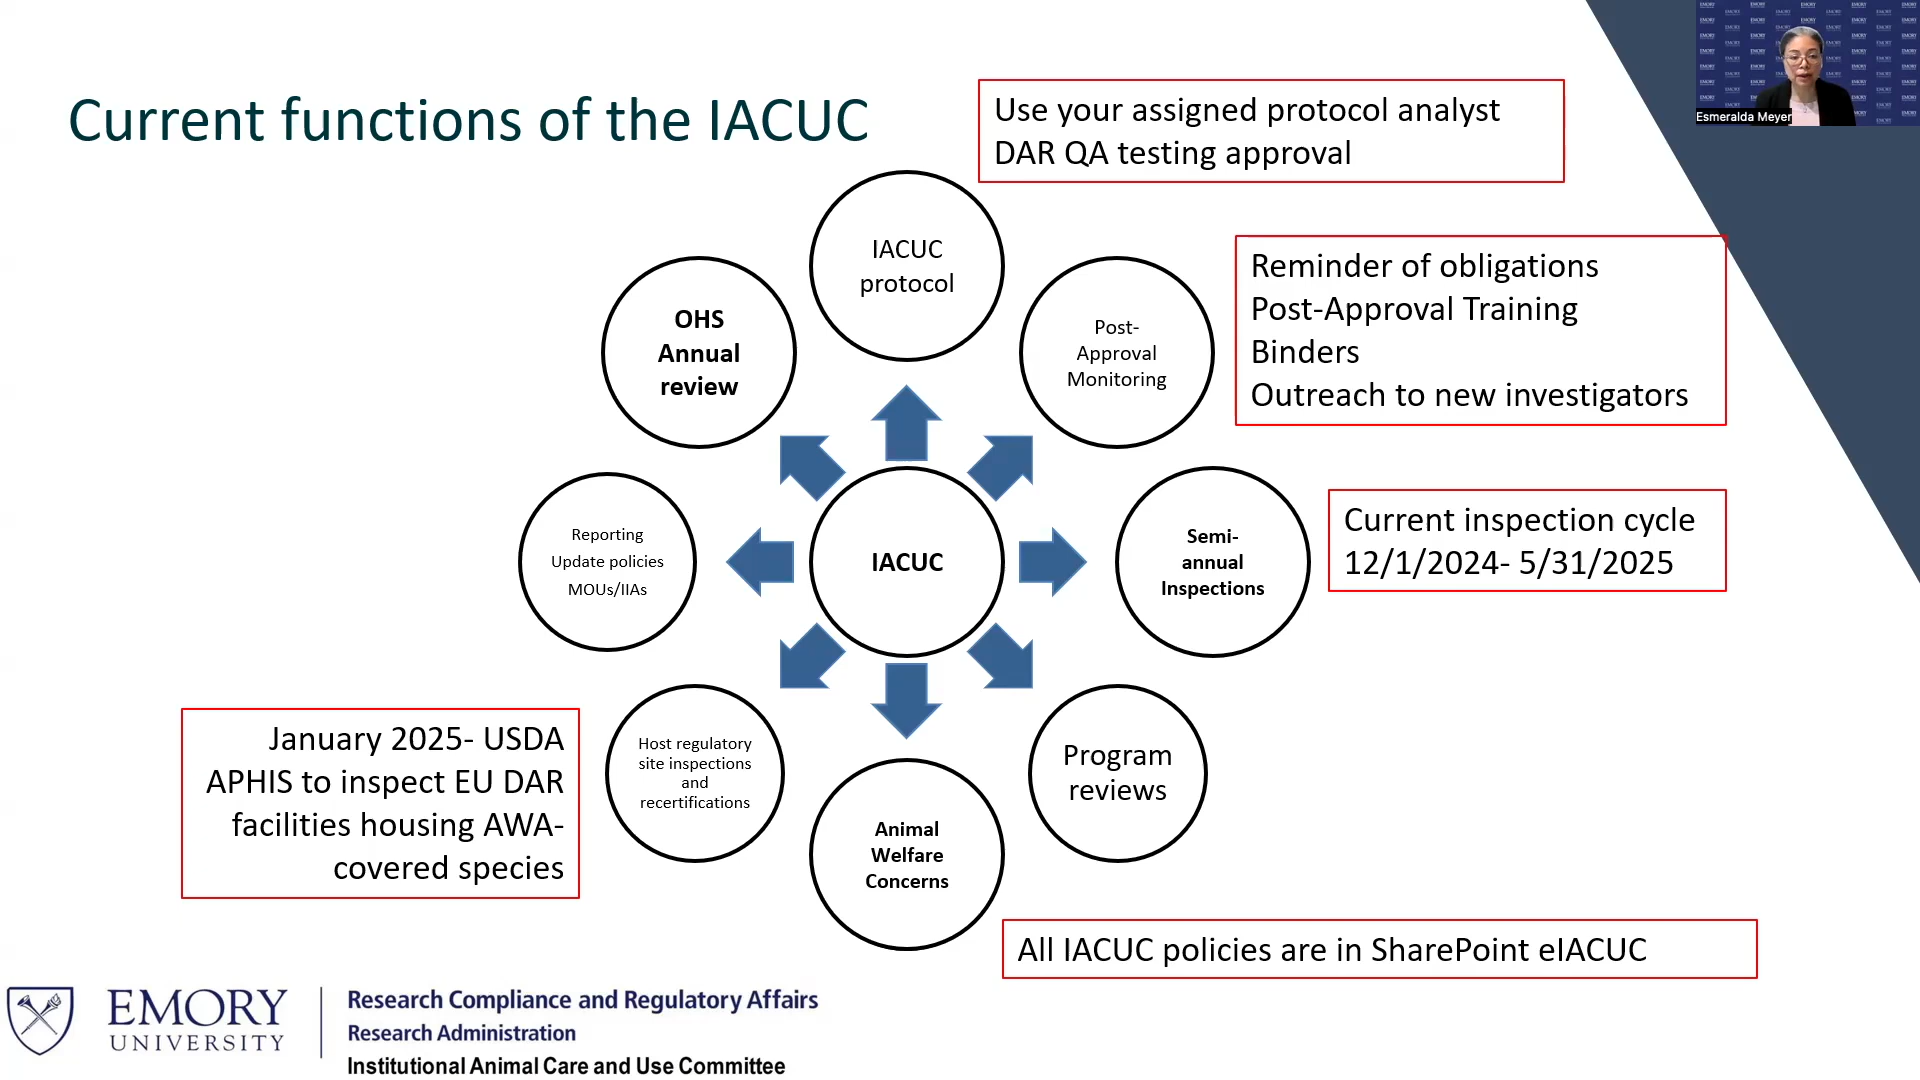 Current functions of the IACUC
Use your assigned protocol analyst
DAR QA testing approval
Esmeralda Meyer
IACUC
protocol
OHS
Annual
review
Post-
Approval
Monitoring
Reminder of obligations
Post-Approval Training
Binders
Outreach to new investigators
Reporting
Update policies
MOUs/IIAs
IACUC
Semi-
annual
Inspections
Current inspection cycle
12/1/2024- 5/31/2025
January 2025- USDA
APHIS to inspect EU DAR
facilities housing AWA-
covered species
Host regulatory
site inspections
and
recertifications
Animal
Welfare
Concerns
Program
reviews
All IACUC policies are in SharePoint eIACUC
EMORY
UNIVERSITY
Research Compliance and Regulatory Affairs
Research Administration
Institutional Animal Care and Use Committee